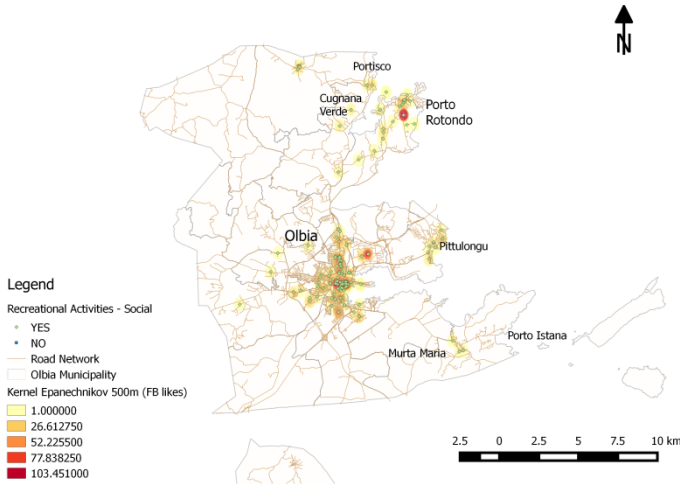 N
Portisco
Cugnana
Verde
Porto
Rotondo
Olbia
Pittulongu
Porto Istana
Murta Maria
Legend
Recreational Activities - Social
YES
NO
Road Network
Olbia Municipality
Kernel Epanechnikov 500m (FB likes)
1.000000
26.612750
52.225500
77.838250
103.451000
2.5 0 2.5 5 7.5 10 km